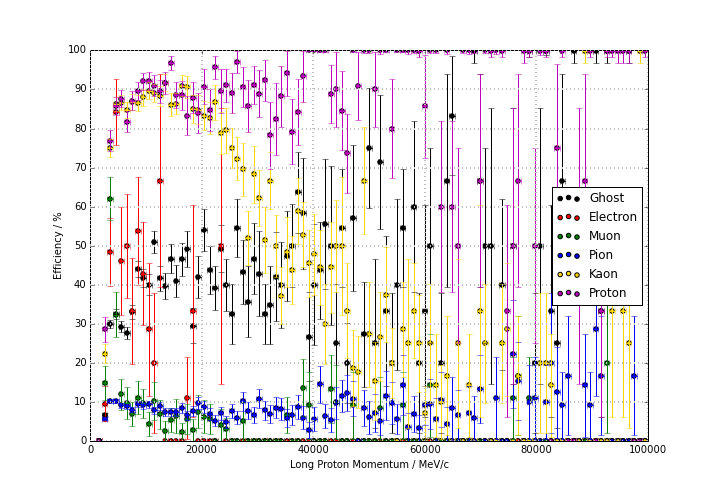 100
90
80
70
60
50
40
30
20
10
0
Efficiency / %
0
20000
40000
60000
80000
100000
Long Proton Momentum / MeV/c
Ghost
Electron
Muon
Pion
Kaon
Proton